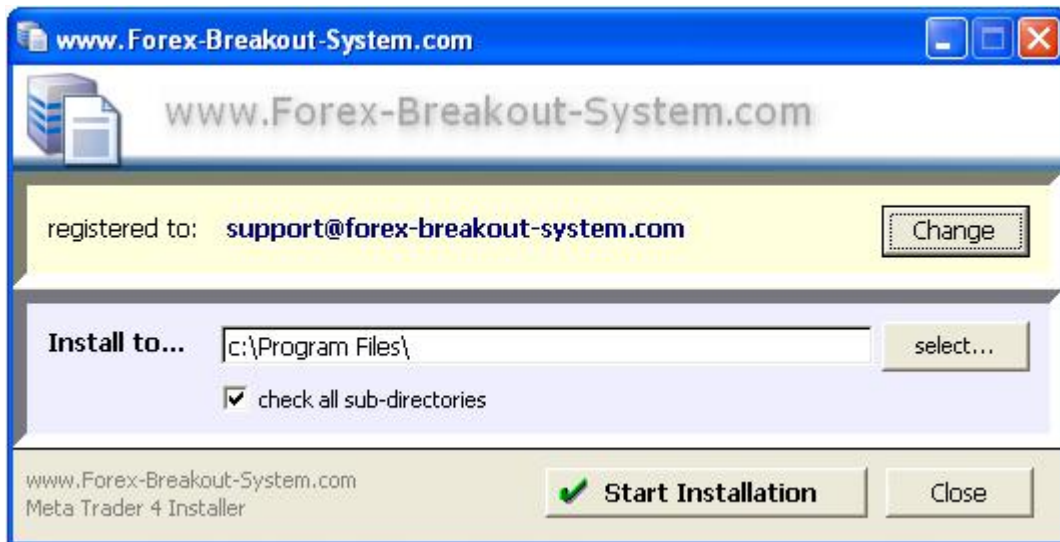 www.Forex-Breakout-System.com
www.Forex-Breakout-System.com
registered to: support@forex-breakout-system.com Change
Install to... c:\Program Files\ select...
check all sub-directories
www.Forex-Breakout-System.com
Meta Trader 4 Installer
Start Installation Close